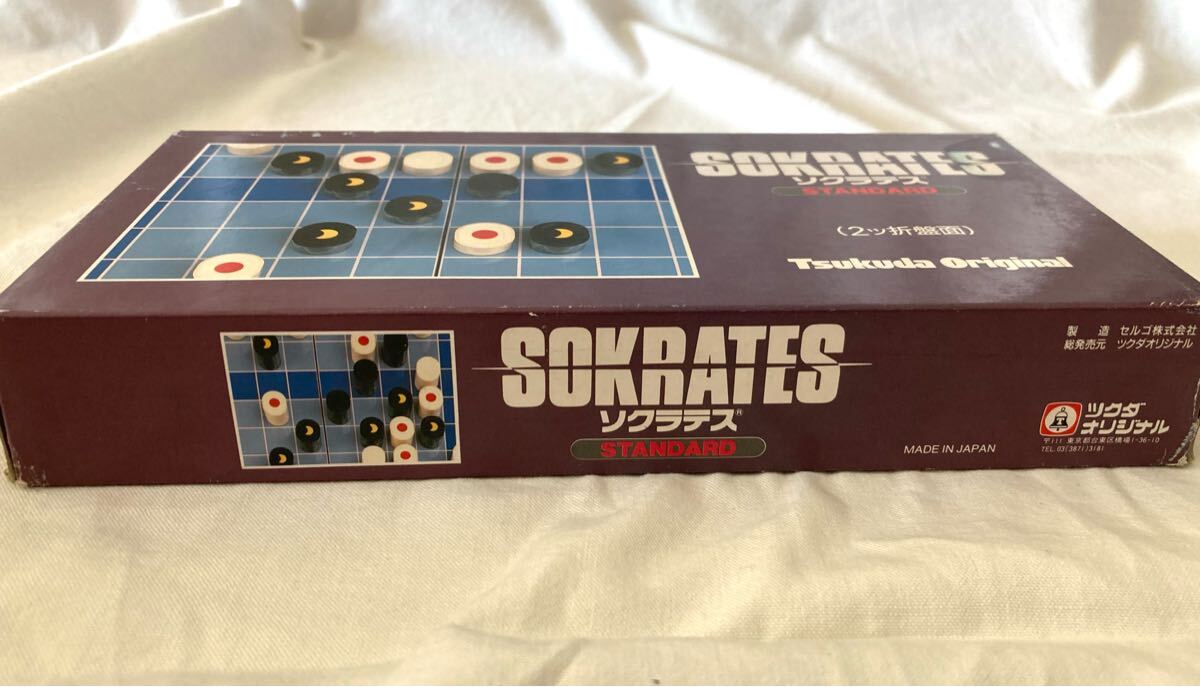 SOKRATES
ソクラテス
STANDARD
(2ツ折盤面)
Tsukuda Original
SOKRATES
ソクラテス®
STANDARD
MADE IN JAPAN
製 造 セルゴ株式会社
総発売元 ツクダオリジナル
ツクダ
オリジナル
〒111 東京都台東区橋場1-36-10
TEL.03(3871)3181